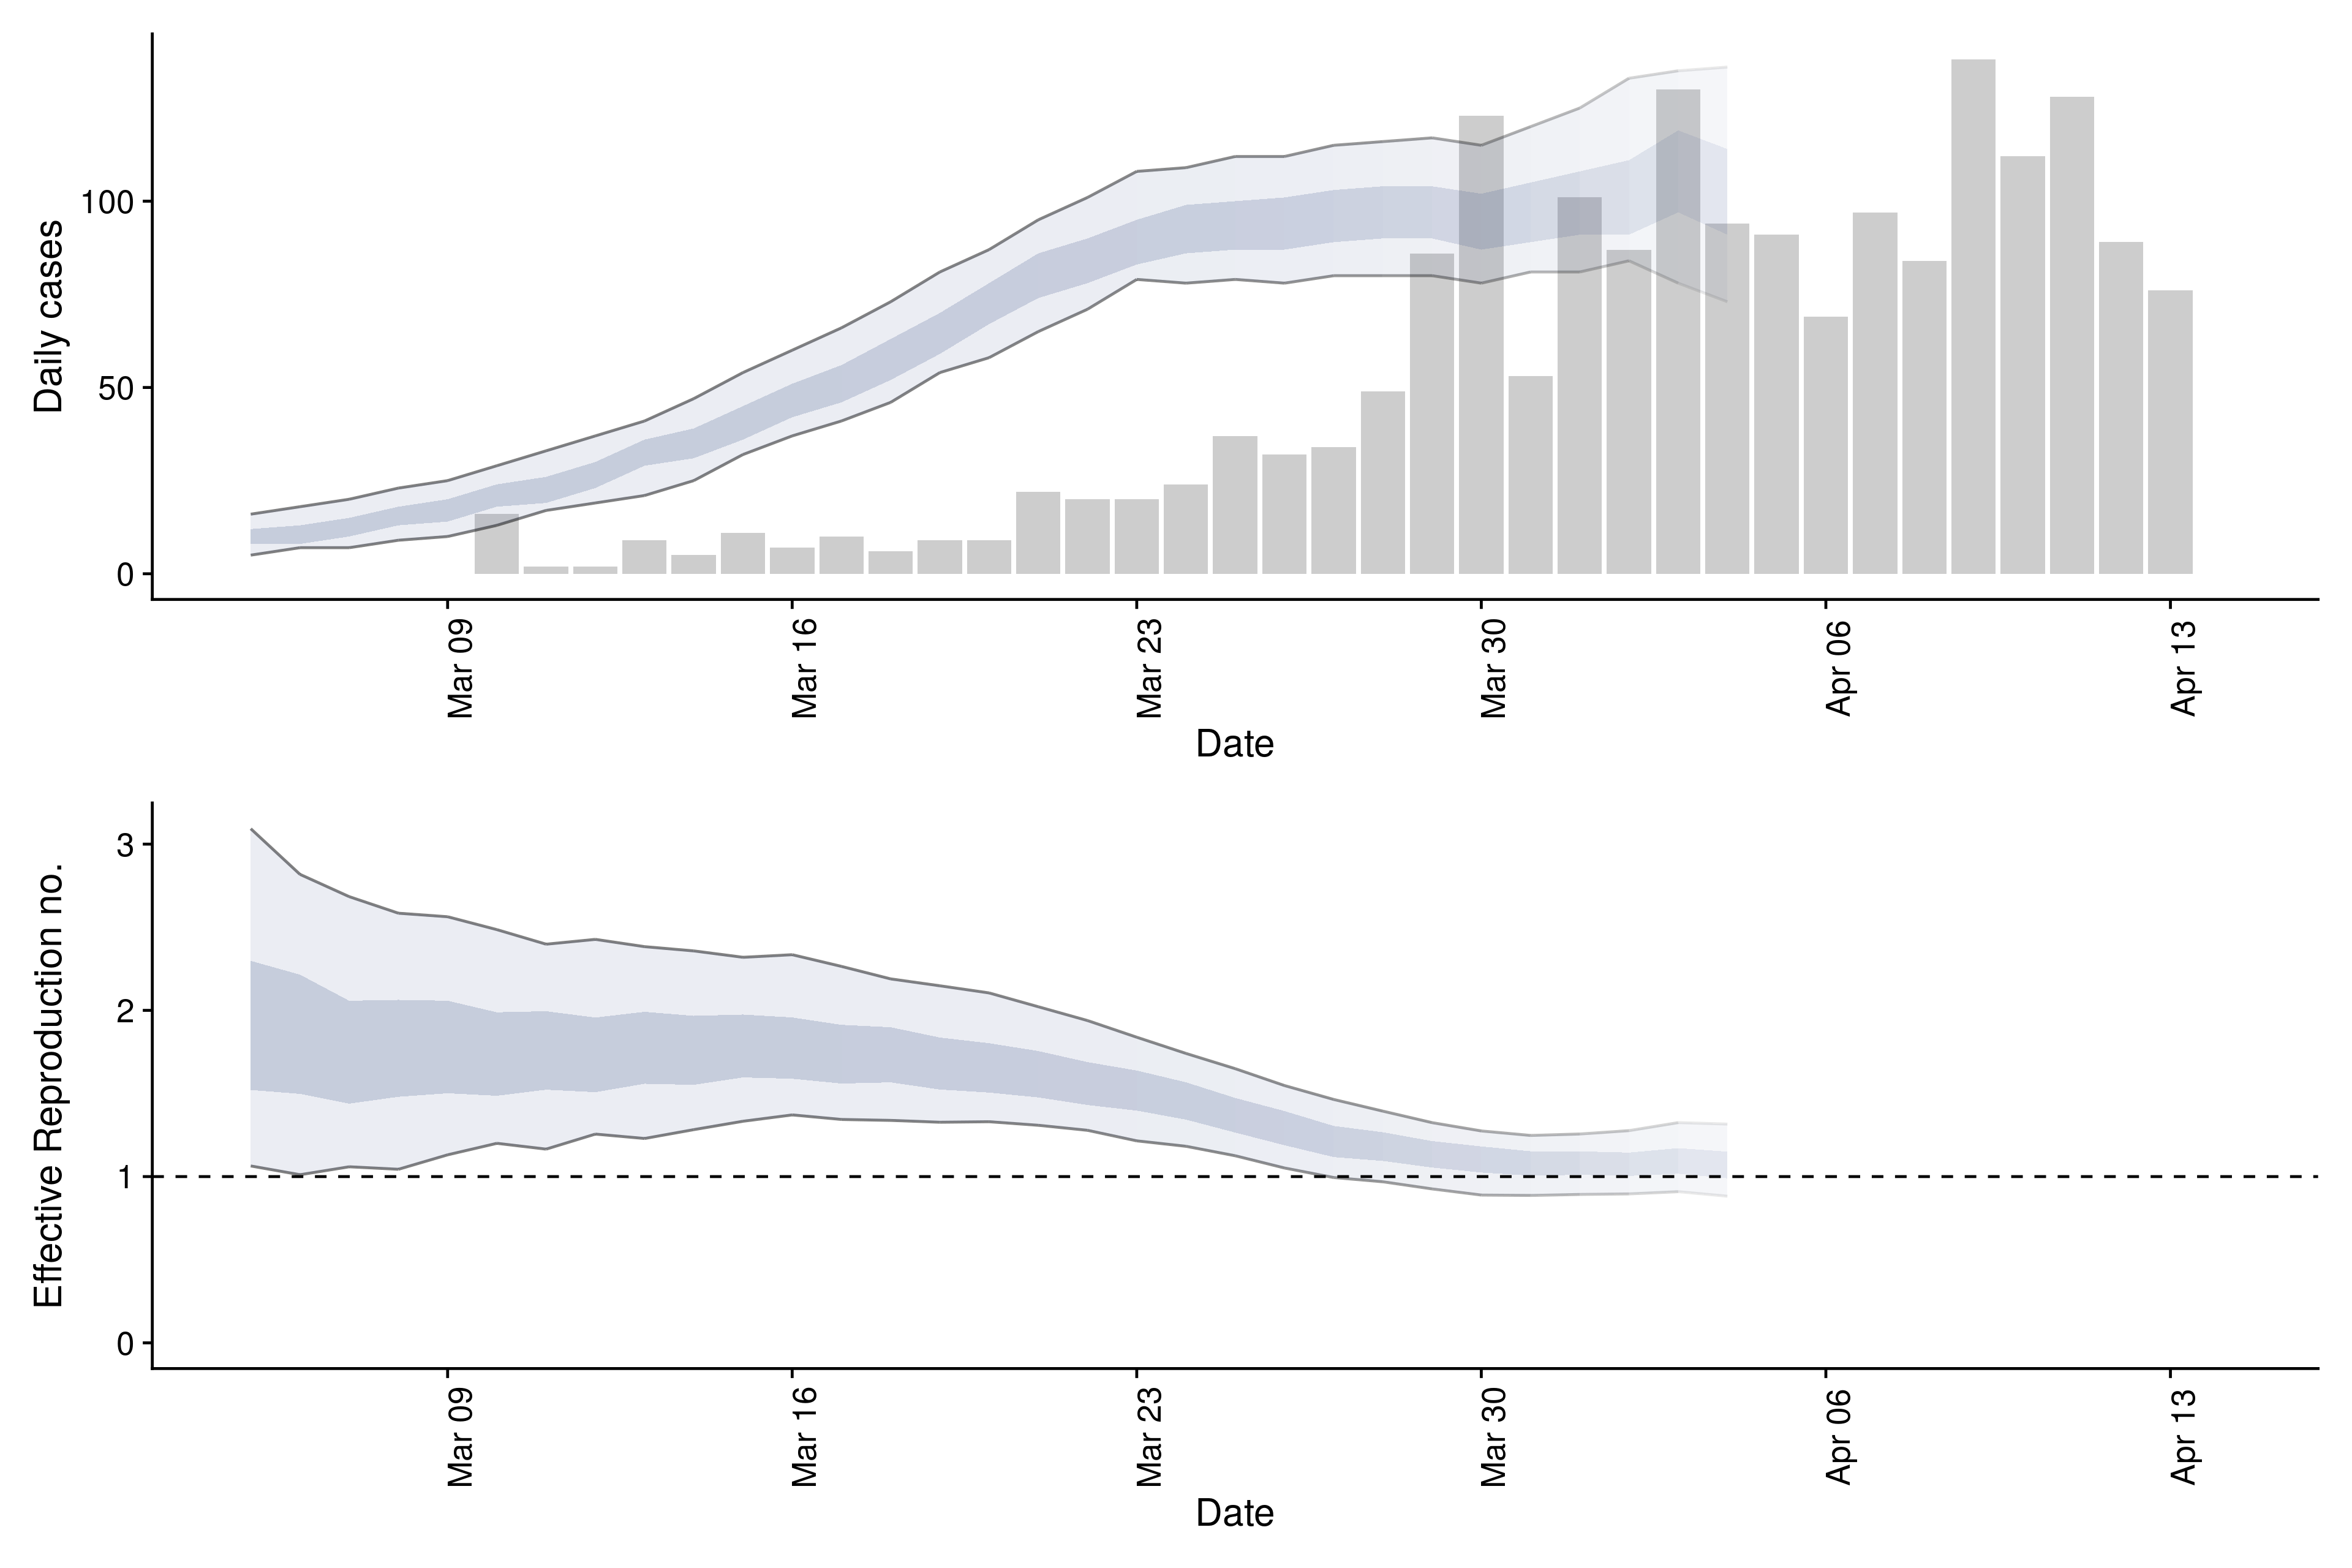 Daily cases
100
50
0
Mar 09
Mar 16
Mar 23
Mar 30
Apr 06
Apr 13
Date
Effective Reproduction no.
3
2
1
0
Mar 09
Mar 16
Mar 23
Mar 30
Apr 06
Apr 13
Date